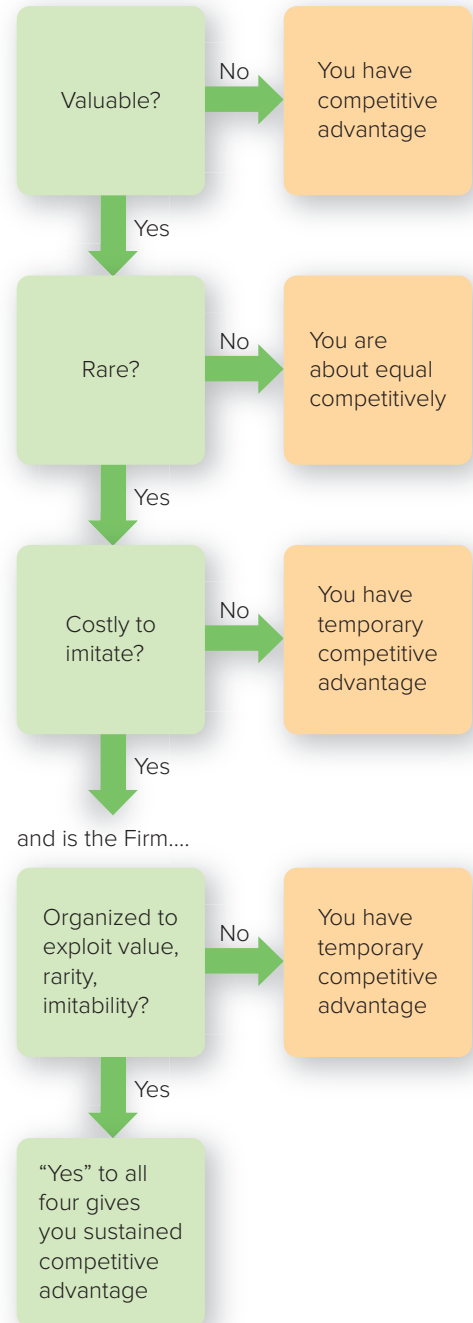 Valuable?
No
You have
competitive
advantage
Yes
Rare?
No
You are
about equal
competitively
Yes
Costly to
imitate?
No
You have
temporary
competitive
advantage
Yes
and is the Firm....
Organized to
exploit value,
rarity,
imitability?
No
You have
temporary
competitive
advantage
Yes
“Yes” to all
four gives
you sustained
competitive
advantage